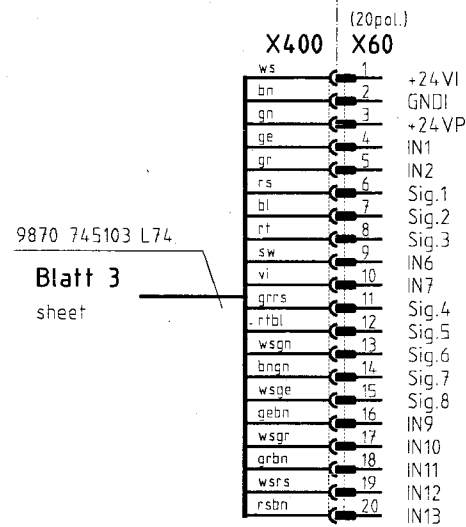 (20pol.)
X400 X60
ws 1 +24VI
bn 2 GNDI
gn 3 +24VP
ge 4 IN1
gr 5 IN2
rs 6 Sig.1
bl 7 Sig.2
rt 8 Sig.3
sw 9 IN6
vi 10 IN7
grrs 11 Sig.4
rtbl 12 Sig.5
wsgn 13 Sig.6
bngn 14 Sig.7
wsge 15 Sig.8
gebn 16 IN9
wsgr 17 IN10
grbn 18 IN11
wsrs 19 IN12
rsbn 20 IN13
9870 745103 L74
Blatt 3
sheet